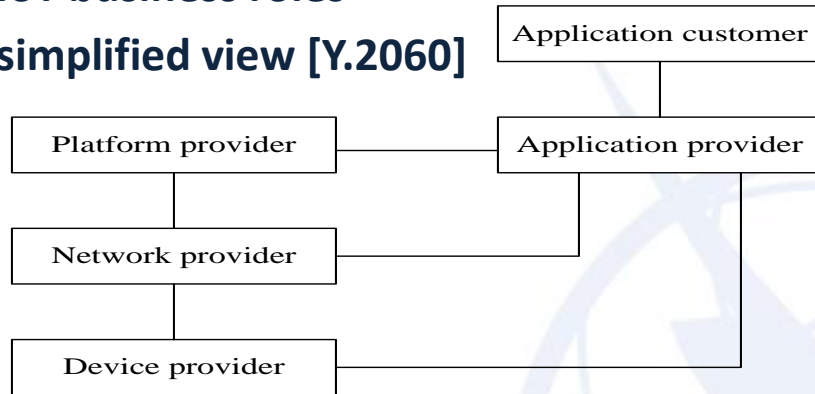 simplified view [Y.2060]
Application customer
Platform provider
Application provider
Network provider
Device provider